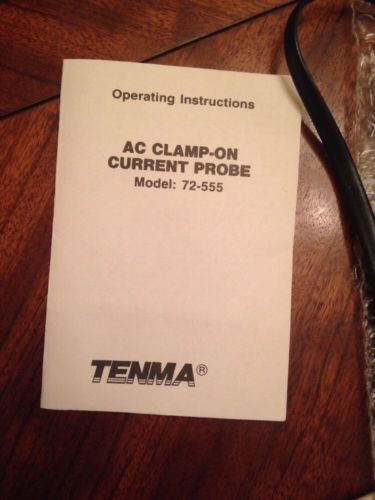 Operating Instructions
AC CLAMP-ON
CURRENT PROBE
Model: 72-555
TENMA®